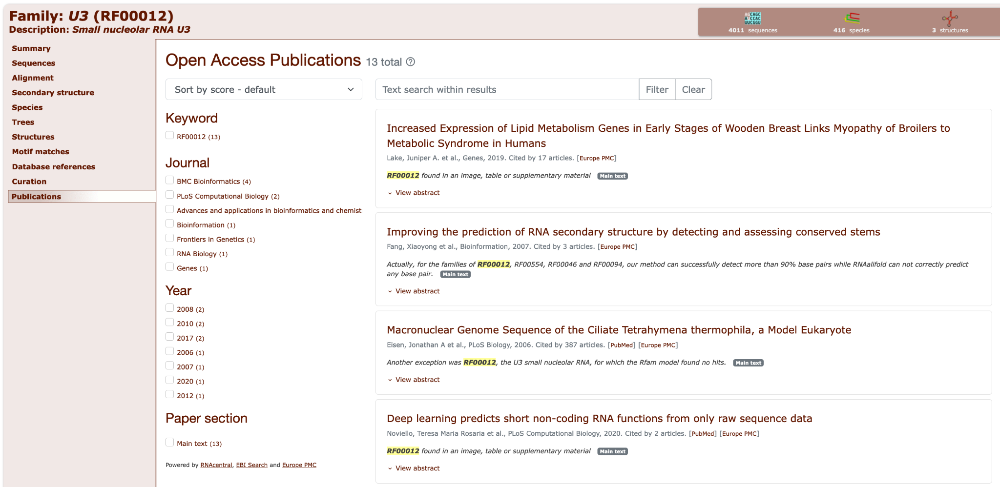 Family: U3 (RF00012)
Description: Small nucleolar RNA U3
4011 sequences
416 species
3 structures
Summary
Sequences
Alignment
Secondary structure
Species
Trees
Structures
Motif matches
Database references
Curation
Publications
Open Access Publications 13 total
Sort by score - default
Text search within results
Filter
Clear
Keyword
RF00012 (13)
Journal
BMC Bioinformatics (4)
PLoS Computational Biology (2)
Advances and applications in bioinformatics and chemist
Bioinformation (1)
Frontiers in Genetics (1)
RNA Biology (1)
Genes (1)
Year
2008 (2)
2010 (2)
2017 (2)
2006 (1)
2007 (1)
2020 (1)
2012 (1)
Paper section
Main text (13)
Powered by RNAcentral, EBI Search and Europe PMC
Increased Expression of Lipid Metabolism Genes in Early Stages of Wooden Breast Links Myopathy of Broilers to
Metabolic Syndrome in Humans
Lake, Juniper A. et al., Genes, 2019. Cited by 17 articles. [Europe PMC]
RF00012 found in an image, table or supplementary material Main text
View abstract
Improving the prediction of RNA secondary structure by detecting and assessing conserved stems
Fang, Xiaoyong et al., Bioinformation, 2007. Cited by 3 articles. [Europe PMC]
Actually, for the families of RF00012, RF00554, RF00046 and RF00094, our method can successfully detect more than 90% base pairs while RNAalifold can not correctly predict
any base pair. Main text
View abstract
Macronuclear Genome Sequence of the Ciliate Tetrahymena thermophila, a Model Eukaryote
Eisen, Jonathan A et al., PLoS Biology, 2006. Cited by 387 articles. [PubMed] [Europe PMC]
Another exception was RF00012, the U3 small nucleolar RNA, for which the Rfam model found no hits. Main text
View abstract
Deep learning predicts short non-coding RNA functions from only raw sequence data
Noviello, Teresa Maria Rosaria et al., PLoS Computational Biology, 2020. Cited by 2 articles. [PubMed] [Europe PMC]
RF00012 found in an image, table or supplementary material Main text
View abstract